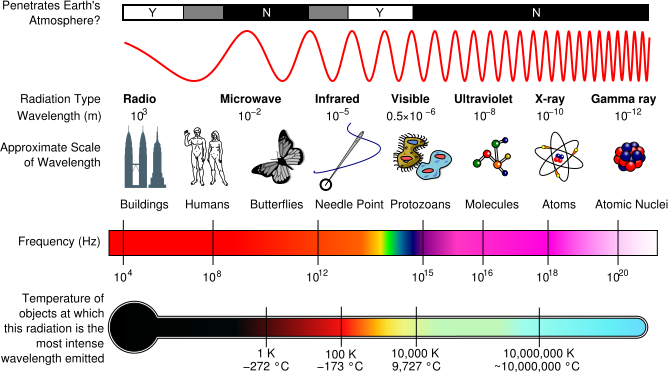 Penetrates Earth's
Atmosphere?
Y N Y N
Radiation Type Radio Microwave Infrared Visible Ultraviolet X-ray Gamma ray
Wavelength (m) 10³ 10⁻² 10⁻⁵ 0.5×10⁻⁶ 10⁻⁸ 10⁻¹⁰ 10⁻¹²
Approximate Scale
of Wavelength
Buildings Humans Butterflies Needle Point Protozoans Molecules Atoms Atomic Nuclei
Frequency (Hz)
10⁴ 10⁸ 10¹² 10¹⁵ 10¹⁶ 10¹⁸ 10²⁰
Temperature of
objects at which
this radiation is the
most intense
wavelength emitted
1 K 100 K 10,000 K 10,000,000 K
−272 °C −173 °C 9,727 °C ~10,000,000 °C